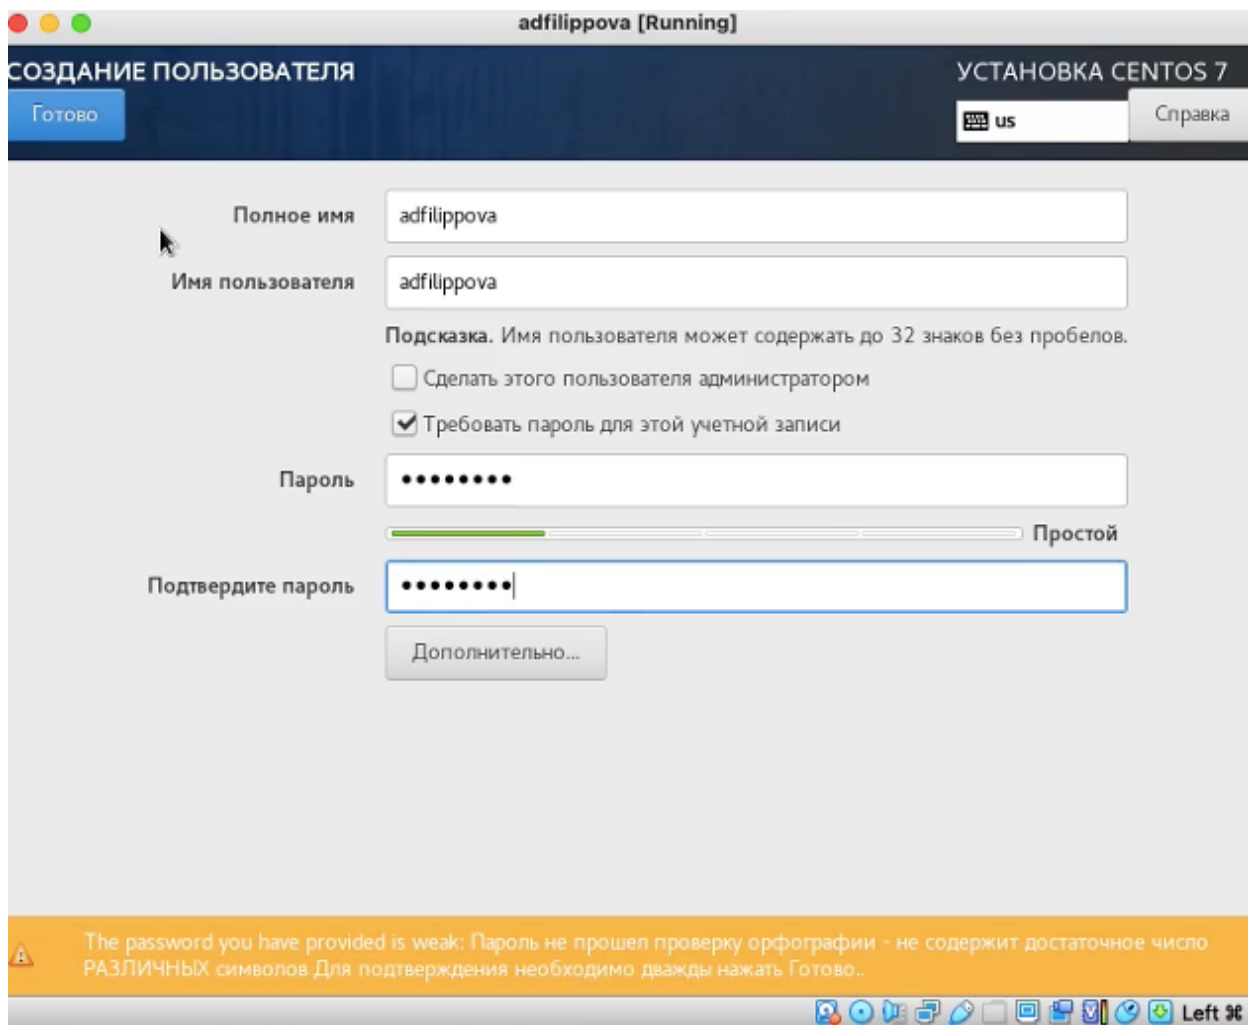 adfilippova [Running]
СОЗДАНИЕ ПОЛЬЗОВАТЕЛЯ
УСТАНОВКА CENTOS 7
Готово
us
Справка
Полное имя
adfilippova
Имя пользователя
adfilippova
Подсказка. Имя пользователя может содержать до 32 знаков без пробелов.
Сделать этого пользователя администратором
Требовать пароль для этой учетной записи
Пароль
••••••••
Простой
Подтвердите пароль
••••••••
Дополнительно...
The password you have provided is weak: Пароль не прошел проверку орфографии - не содержит достаточное число
РАЗЛИЧНЫХ символов Для подтверждения необходимо дважды нажать Готово..
Left ⌘